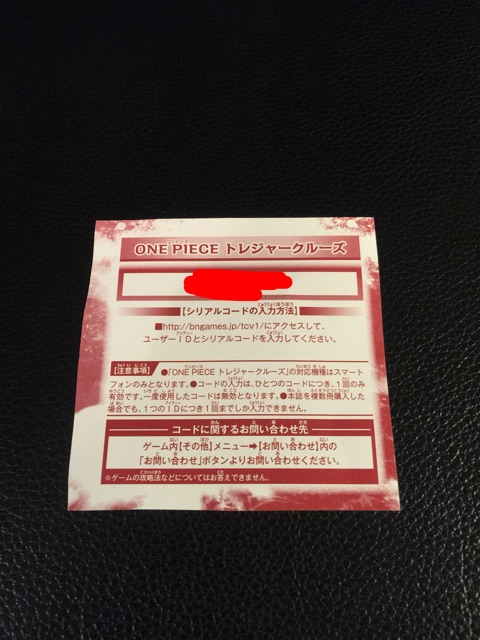 ONE PIECE トレジャークルーズ
【シリアルコードの入力方法】
■http://bngames.jp/tcv1/にアクセスして、
ユーザーIDとシリアルコードを入力してください。
【注意事項】●「ONE PIECE トレジャークルーズ」の対応機種はスマート
フォンのみとなります。●コードの入力は、ひとつのコードにつき、1回のみ
有効です。一度使用したコードは無効となります。●本誌を複数冊購入した
場合でも、1つのIDにつき1回までしか入力できません。
コードに関するお問い合わせ先
ゲーム内【その他】メニュー➡【お問い合わせ】内の
「お問い合わせ」ボタンよりお問い合わせください。
※ゲームの攻略法などについてはお答えできません。